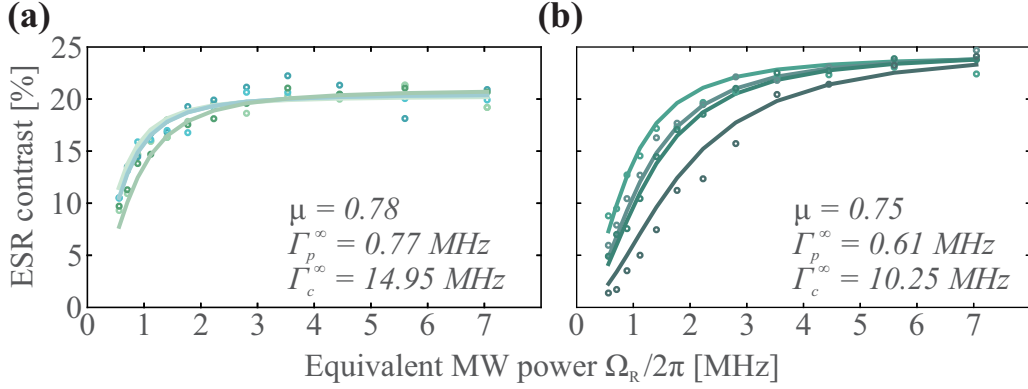 (a)
(b)
ESR contrast [%]
25
20
15
10
5
0
μ = 0.78
Γp∞ = 0.77 MHz
Γc∞ = 14.95 MHz
μ = 0.75
Γp∞ = 0.61 MHz
Γc∞ = 10.25 MHz
0 1 2 3 4 5 6 7
0 1 2 3 4 5 6 7
Equivalent MW power ΩR/2π [MHz]